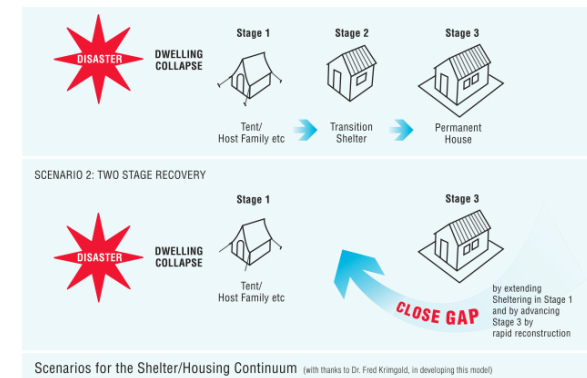 Stage 1
Stage 2
Stage 3
DISASTER
DWELLING
COLLAPSE
Tent/
Host Family etc
Transition
Shelter
Permanent
House
SCENARIO 2: TWO STAGE RECOVERY
Stage 1
Stage 3
DISASTER
DWELLING
COLLAPSE
Tent/
Host Family etc
CLOSE GAP
by extending
Sheltering in Stage 1
and by advancing
Stage 3 by
rapid reconstruction
Scenarios for the Shelter/Housing Continuum (with thanks to Dr. Fred Krimgold, in developing this model)